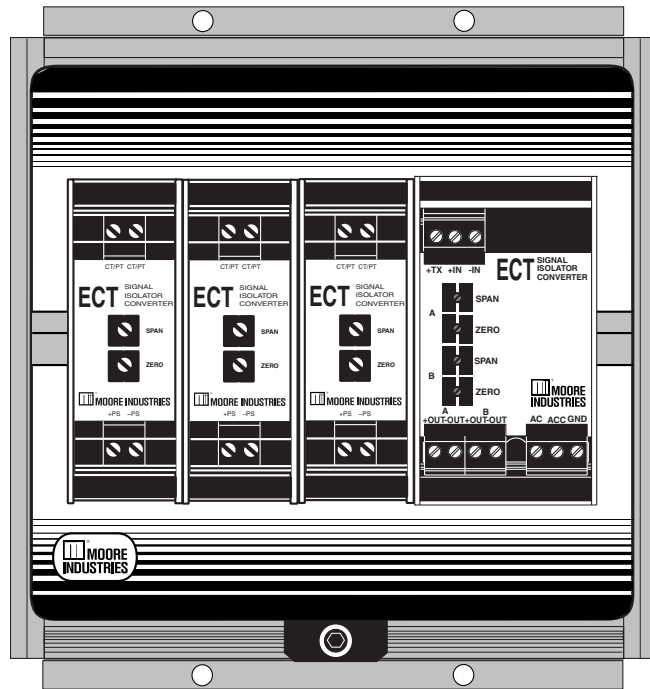 CT/PT CT/PT
ECT SIGNAL
ISOLATOR
CONVERTER
SPAN
ZERO
MOORE INDUSTRIES
+PS –PS
CT/PT CT/PT
ECT SIGNAL
ISOLATOR
CONVERTER
SPAN
ZERO
MOORE INDUSTRIES
+PS –PS
CT/PT CT/PT
ECT SIGNAL
ISOLATOR
CONVERTER
SPAN
ZERO
MOORE INDUSTRIES
+PS –PS
+TX +IN -IN
ECT SIGNAL
ISOLATOR
CONVERTER
SPAN
A
ZERO
SPAN
B
ZERO
MOORE
INDUSTRIES
A B
+OUT-OUT+OUT-OUT
AC ACC GND
MOORE
INDUSTRIES